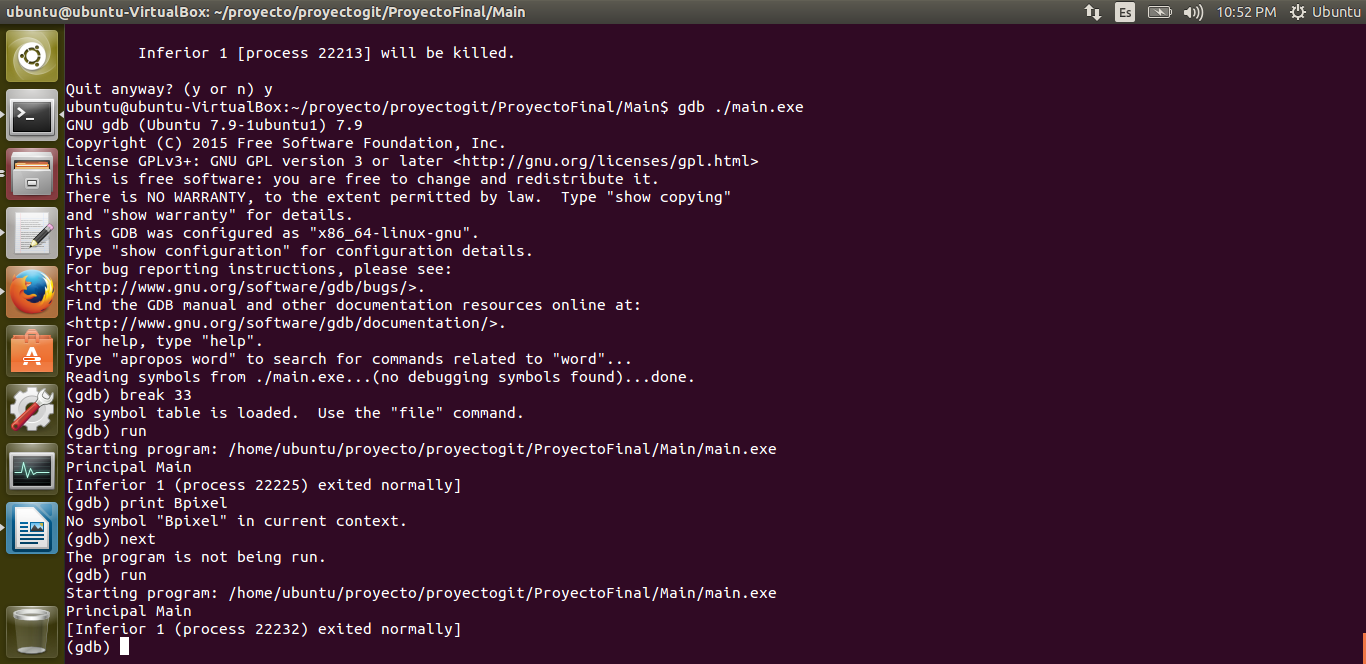 ubuntu@ubuntu-VirtualBox: ~/proyecto/proyectogit/ProyectoFinal/Main
Es
10:52 PM
Ubuntu
Inferior 1 [process 22213] will be killed.
Quit anyway? (y or n) y
ubuntu@ubuntu-VirtualBox:~/proyecto/proyectogit/ProyectoFinal/Main$ gdb ./main.exe
GNU gdb (Ubuntu 7.9-1ubuntu1) 7.9
Copyright (C) 2015 Free Software Foundation, Inc.
License GPLv3+: GNU GPL version 3 or later <http://gnu.org/licenses/gpl.html>
This is free software: you are free to change and redistribute it.
There is NO WARRANTY, to the extent permitted by law.  Type "show copying"
and "show warranty" for details.
This GDB was configured as "x86_64-linux-gnu".
Type "show configuration" for configuration details.
For bug reporting instructions, please see:
<http://www.gnu.org/software/gdb/bugs/>.
Find the GDB manual and other documentation resources online at:
<http://www.gnu.org/software/gdb/documentation/>.
For help, type "help".
Type "apropos word" to search for commands related to "word"...
Reading symbols from ./main.exe...(no debugging symbols found)...done.
(gdb) break 33
No symbol table is loaded.  Use the "file" command.
(gdb) run
Starting program: /home/ubuntu/proyecto/proyectogit/ProyectoFinal/Main/main.exe
Principal Main
[Inferior 1 (process 22225) exited normally]
(gdb) print Bpixel
No symbol "Bpixel" in current context.
(gdb) next
The program is not being run.
(gdb) run
Starting program: /home/ubuntu/proyecto/proyectogit/ProyectoFinal/Main/main.exe
Principal Main
[Inferior 1 (process 22232) exited normally]
(gdb)